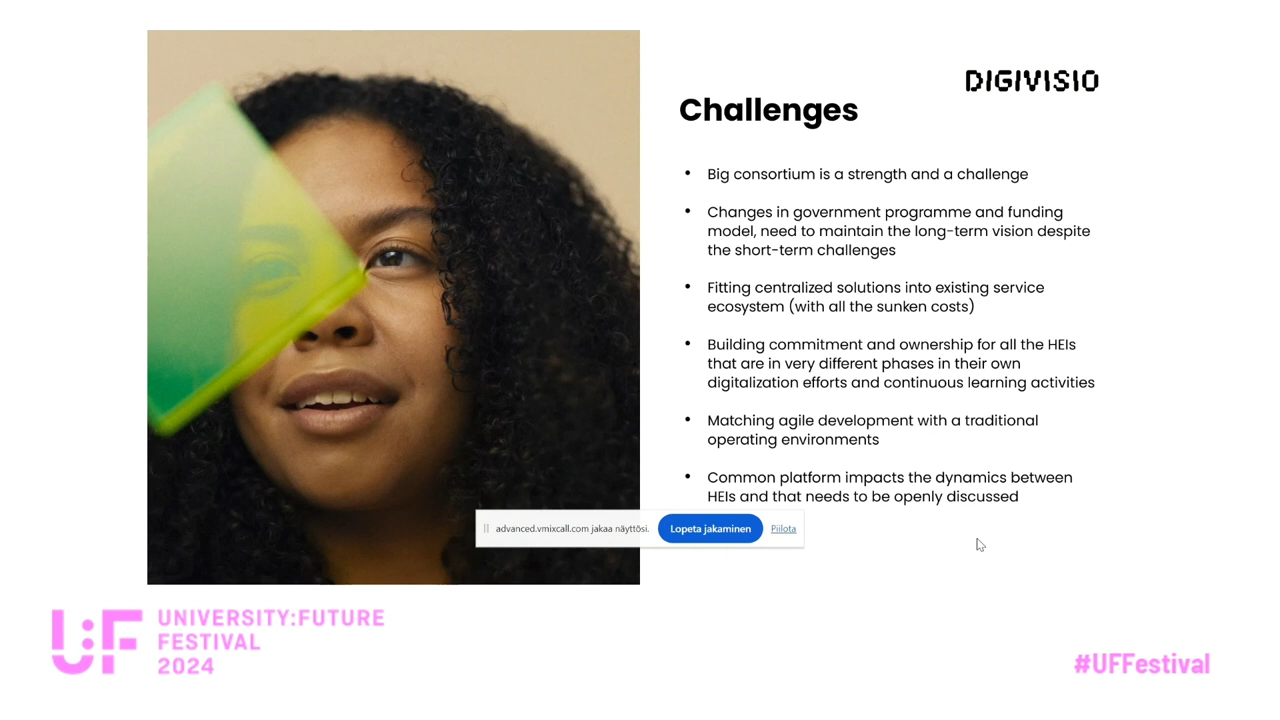 DIGIVISIO
Challenges
• Big consortium is a strength and a challenge
• Changes in government programme and funding
model, need to maintain the long-term vision despite
the short-term challenges
• Fitting centralized solutions into existing service
ecosystem (with all the sunken costs)
• Building commitment and ownership for all the HEIs
that are in very different phases in their own
digitalization efforts and continuous learning activities
• Matching agile development with a traditional
operating environments
• Common platform impacts the dynamics between
HEIs and that needs to be openly discussed
advanced.vmixcall.com jakaa näyttösi. Lopeta jakaminen Piilota
U:F UNIVERSITY:FUTURE
FESTIVAL
2024
#UFFestival